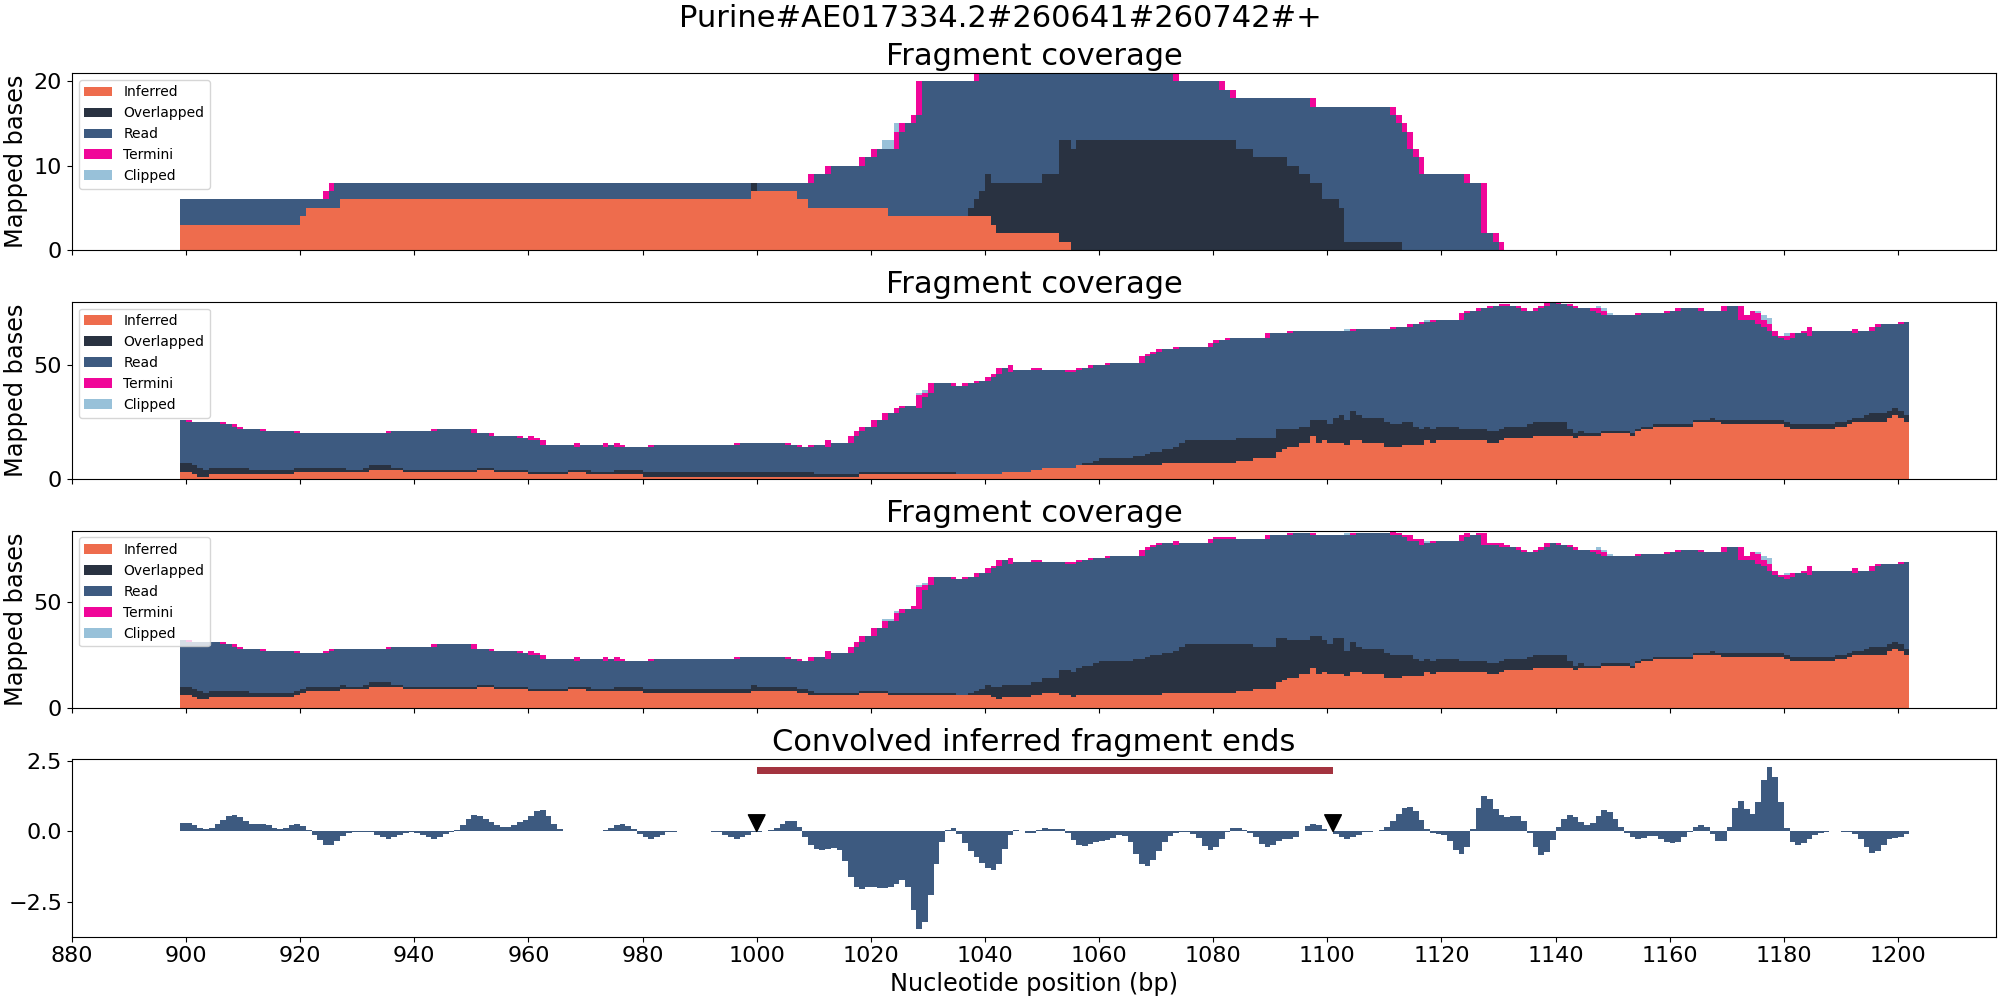 Purine#AE017334.2#260641#260742#+
Fragment coverage
Mapped bases
20
10
0
Inferred
Overlapped
Read
Termini
Clipped
Fragment coverage
Mapped bases
50
0
Inferred
Overlapped
Read
Termini
Clipped
Fragment coverage
Mapped bases
50
0
Inferred
Overlapped
Read
Termini
Clipped
Convolved inferred fragment ends
2.5
0.0
−2.5
880 900 920 940 960 980 1000 1020 1040 1060 1080 1100 1120 1140 1160 1180 1200
Nucleotide position (bp)